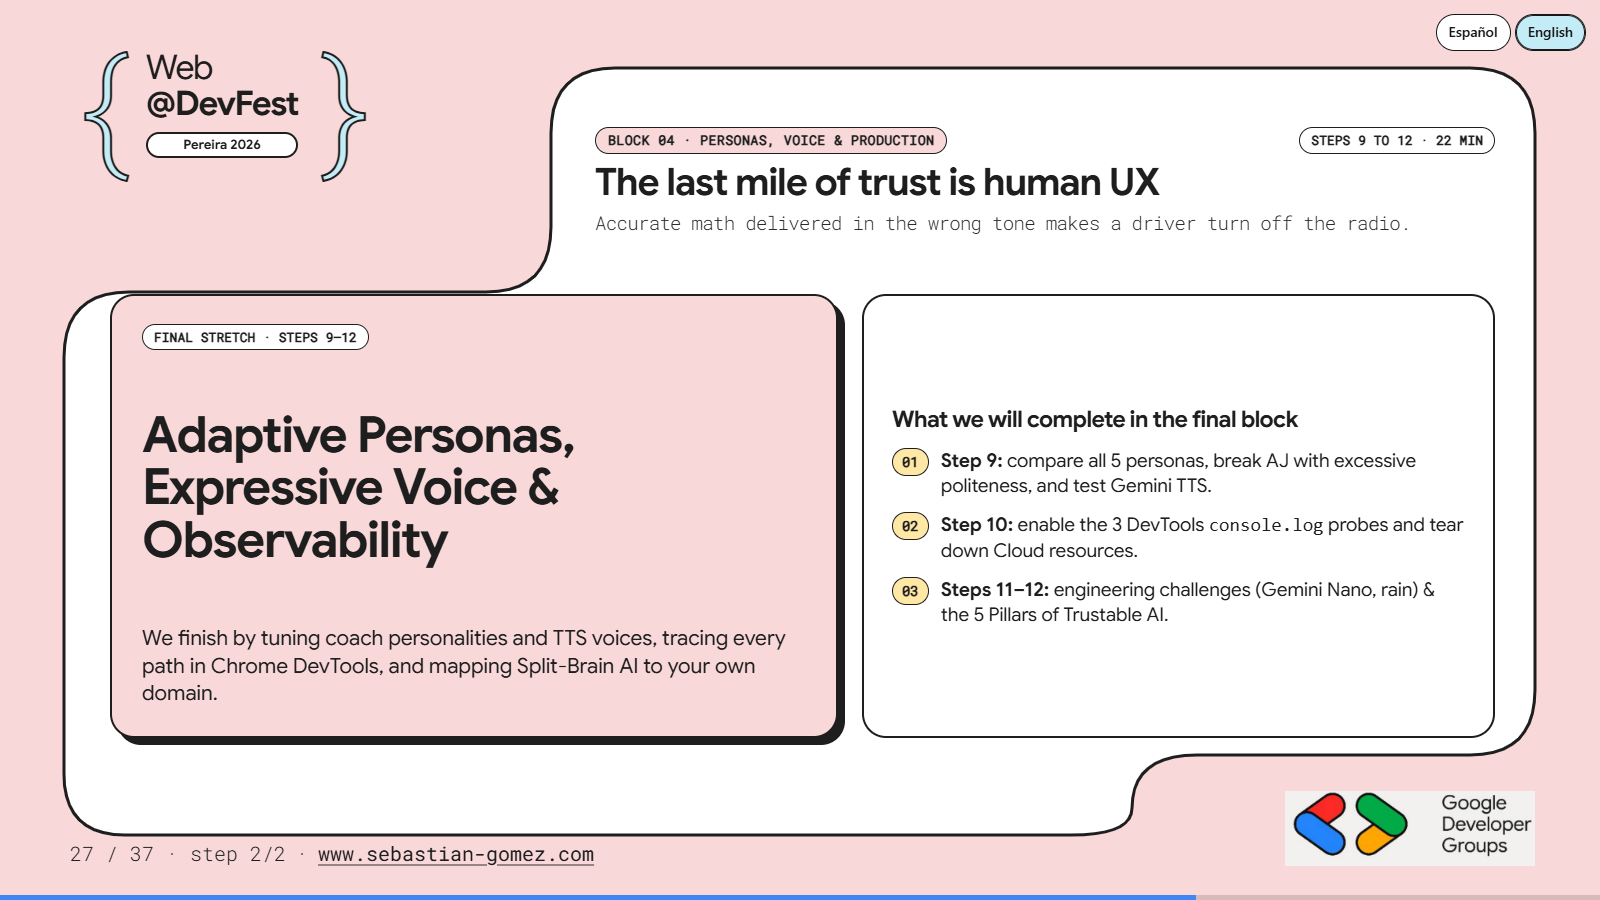 Español
English
Web
@DevFest
Pereira 2026
BLOCK 04 · PERSONAS, VOICE & PRODUCTION
STEPS 9 TO 12 · 22 MIN
The last mile of trust is human UX
Accurate math delivered in the wrong tone makes a driver turn off the radio.
FINAL STRETCH · STEPS 9–12
Adaptive Personas,
Expressive Voice &
Observability
We finish by tuning coach personalities and TTS voices, tracing every
path in Chrome DevTools, and mapping Split-Brain AI to your own
domain.
What we will complete in the final block
01
Step 9: compare all 5 personas, break AJ with excessive
politeness, and test Gemini TTS.
02
Step 10: enable the 3 DevTools console.log probes and tear
down Cloud resources.
03
Steps 11–12: engineering challenges (Gemini Nano, rain) &
the 5 Pillars of Trustable AI.
27 / 37 · step 2/2 · www.sebastian-gomez.com
Google
Developer
Groups